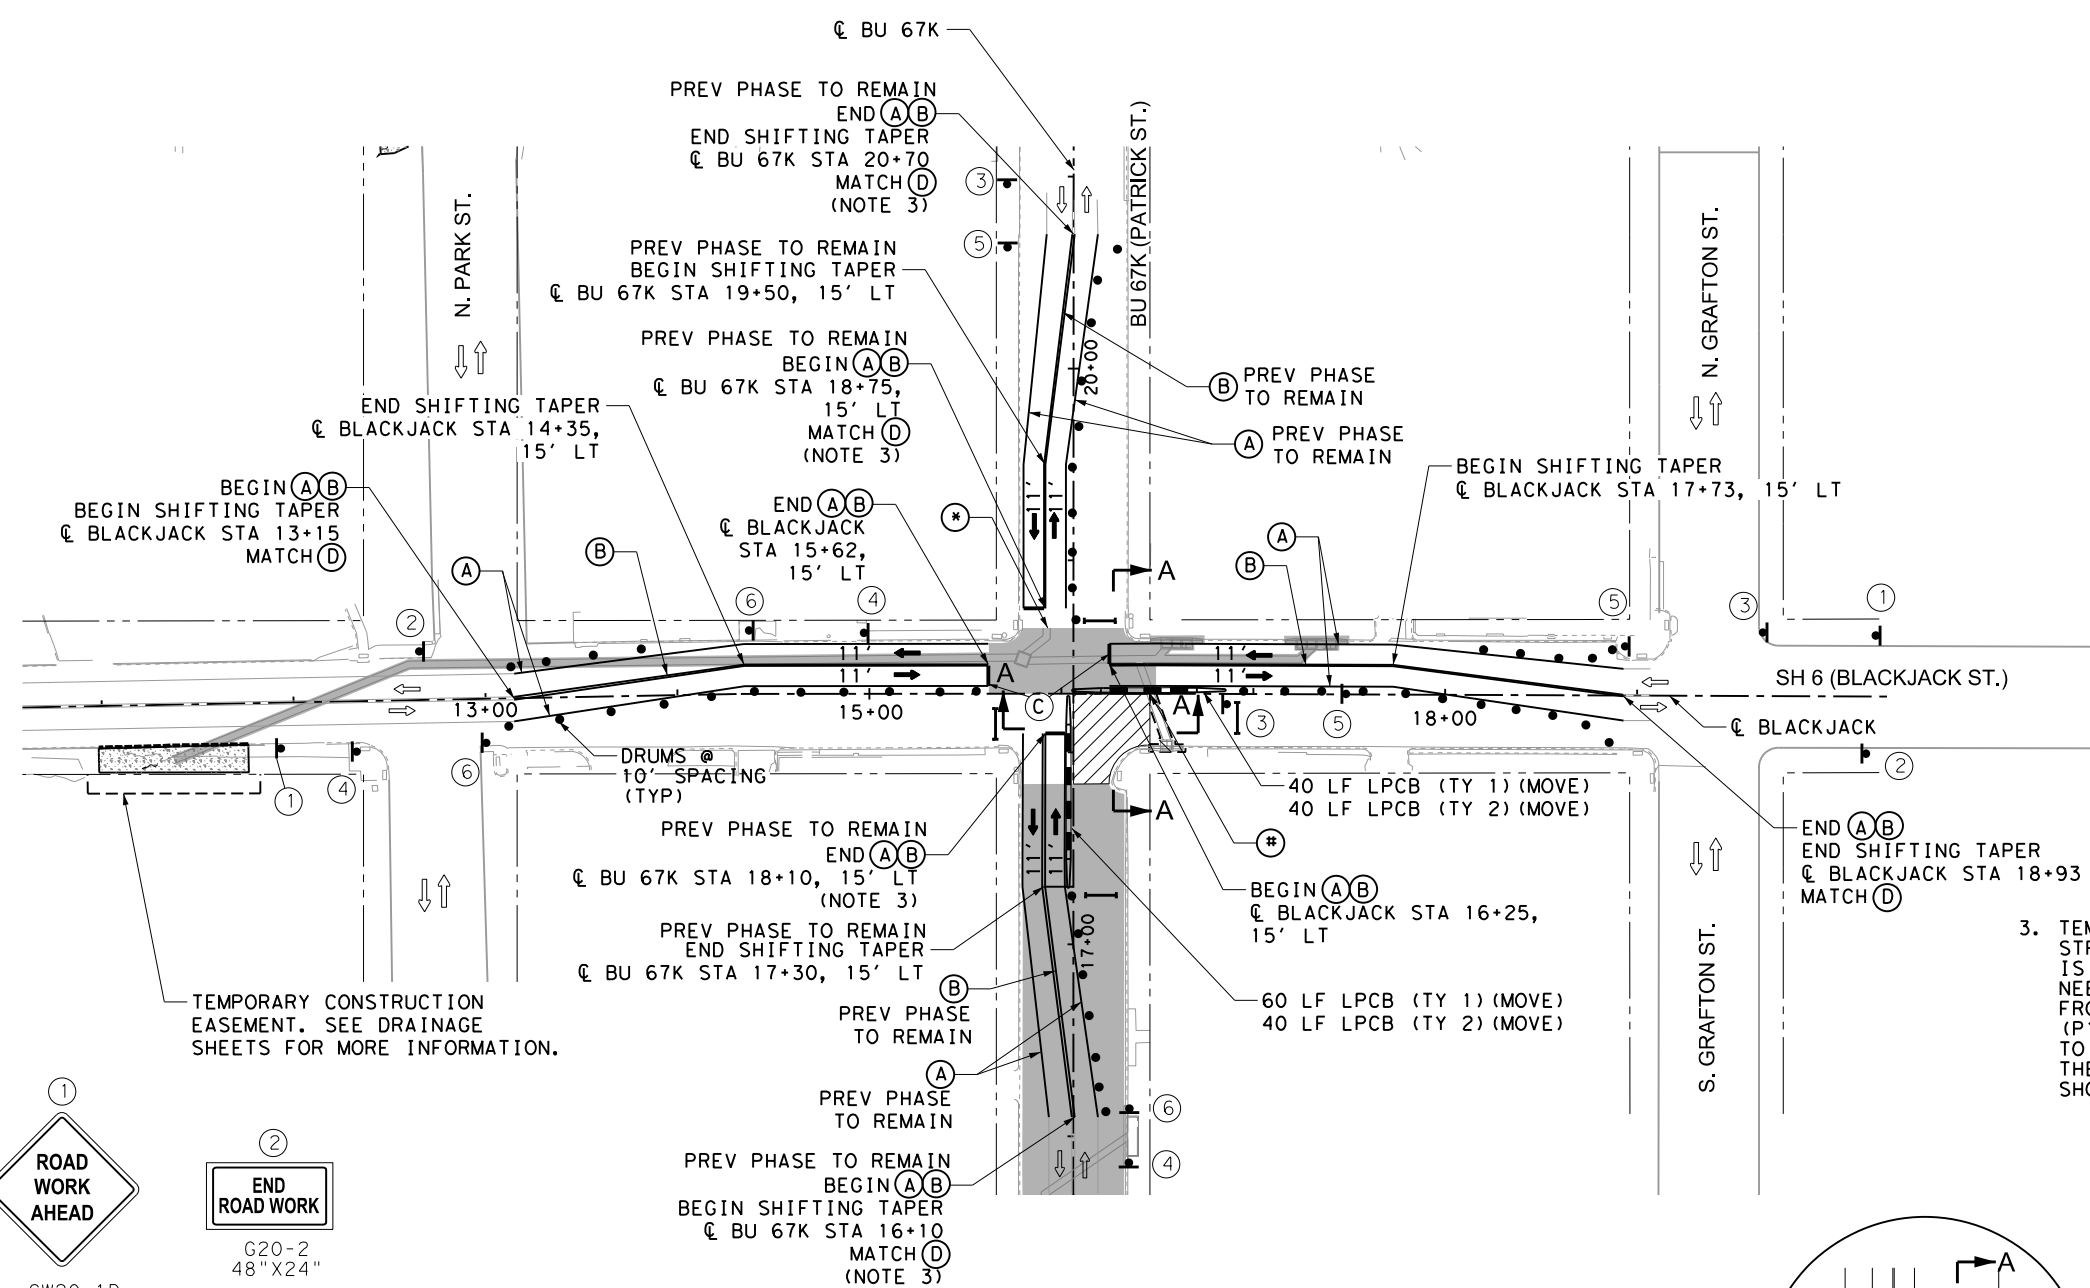 ℄ BU 67K
PREV PHASE TO REMAIN
END Ⓐ Ⓑ
END SHIFTING TAPER
℄ BU 67K STA 20+70
MATCH Ⓓ
(NOTE 3)
③
⑤
PREV PHASE TO REMAIN
BEGIN SHIFTING TAPER
℄ BU 67K STA 19+50, 15' LT
PREV PHASE TO REMAIN
BEGIN Ⓐ Ⓑ
℄ BU 67K STA 18+75,
15' LT
MATCH Ⓓ
(NOTE 3)
END SHIFTING TAPER
℄ BLACKJACK STA 14+35,
15' LT
BEGIN Ⓐ Ⓑ
BEGIN SHIFTING TAPER
℄ BLACKJACK STA 13+15
MATCH Ⓓ
END Ⓐ Ⓑ
℄ BLACKJACK
STA 15+62,
15' LT
N. PARK ST.
BU 67K (PATRICK ST.)
N. GRAFTON ST.
20+00
Ⓑ PREV PHASE
TO REMAIN
Ⓐ PREV PHASE
TO REMAIN
BEGIN SHIFTING TAPER
℄ BLACKJACK STA 17+73, 15' LT
*
Ⓐ
Ⓑ
Ⓑ
Ⓐ
A
11'
11'
②
⑥
④
⑤
③
①
11'
11'
11'
11'
SH 6 (BLACKJACK ST.)
℄ BLACKJACK
13+00
15+00
18+00
A
Ⓒ
A
③
⑤
②
①
④
⑥
DRUMS @
10' SPACING
(TYP)
40 LF LPCB (TY 1) (MOVE)
40 LF LPCB (TY 2) (MOVE)
A
#
PREV PHASE TO REMAIN
END Ⓐ Ⓑ
℄ BU 67K STA 18+10, 15' LT
(NOTE 3)
11'
11'
BEGIN Ⓐ Ⓑ
℄ BLACKJACK STA 16+25,
15' LT
END Ⓐ Ⓑ
END SHIFTING TAPER
℄ BLACKJACK STA 18+93
MATCH Ⓓ
PREV PHASE TO REMAIN
END SHIFTING TAPER
℄ BU 67K STA 17+30, 15' LT
17+00
Ⓑ
PREV PHASE
TO REMAIN
60 LF LPCB (TY 1) (MOVE)
40 LF LPCB (TY 2) (MOVE)
S. GRAFTON ST.
TEMPORARY CONSTRUCTION
EASEMENT. SEE DRAINAGE
SHEETS FOR MORE INFORMATION.
Ⓐ
PREV PHASE
TO REMAIN
⑥
④
PREV PHASE TO REMAIN
BEGIN Ⓐ Ⓑ
BEGIN SHIFTING TAPER
℄ BU 67K STA 16+10
MATCH Ⓓ
(NOTE 3)
①
ROAD
WORK
AHEAD
②
END
ROAD WORK
G20-2
48"X24"
3.
IS
TO
A